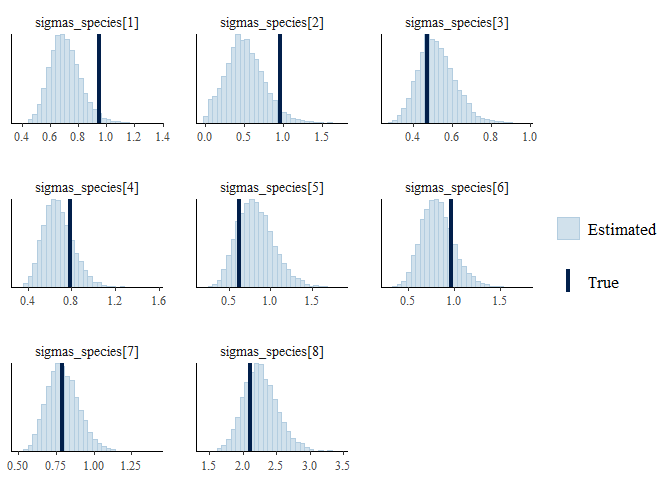 sigmas_species[1] sigmas_species[2] sigmas_species[3]
0.4 0.6 0.8 1.0 1.2 1.4 0.0 0.5 1.0 1.5 0.4 0.6 0.8 1.0
sigmas_species[4] sigmas_species[5] sigmas_species[6]
0.4 0.8 1.2 1.6 0.5 1.0 1.5 0.5 1.0 1.5
Estimated
True
sigmas_species[7] sigmas_species[8]
0.50 0.75 1.00 1.25 1.5 2.0 2.5 3.0 3.5